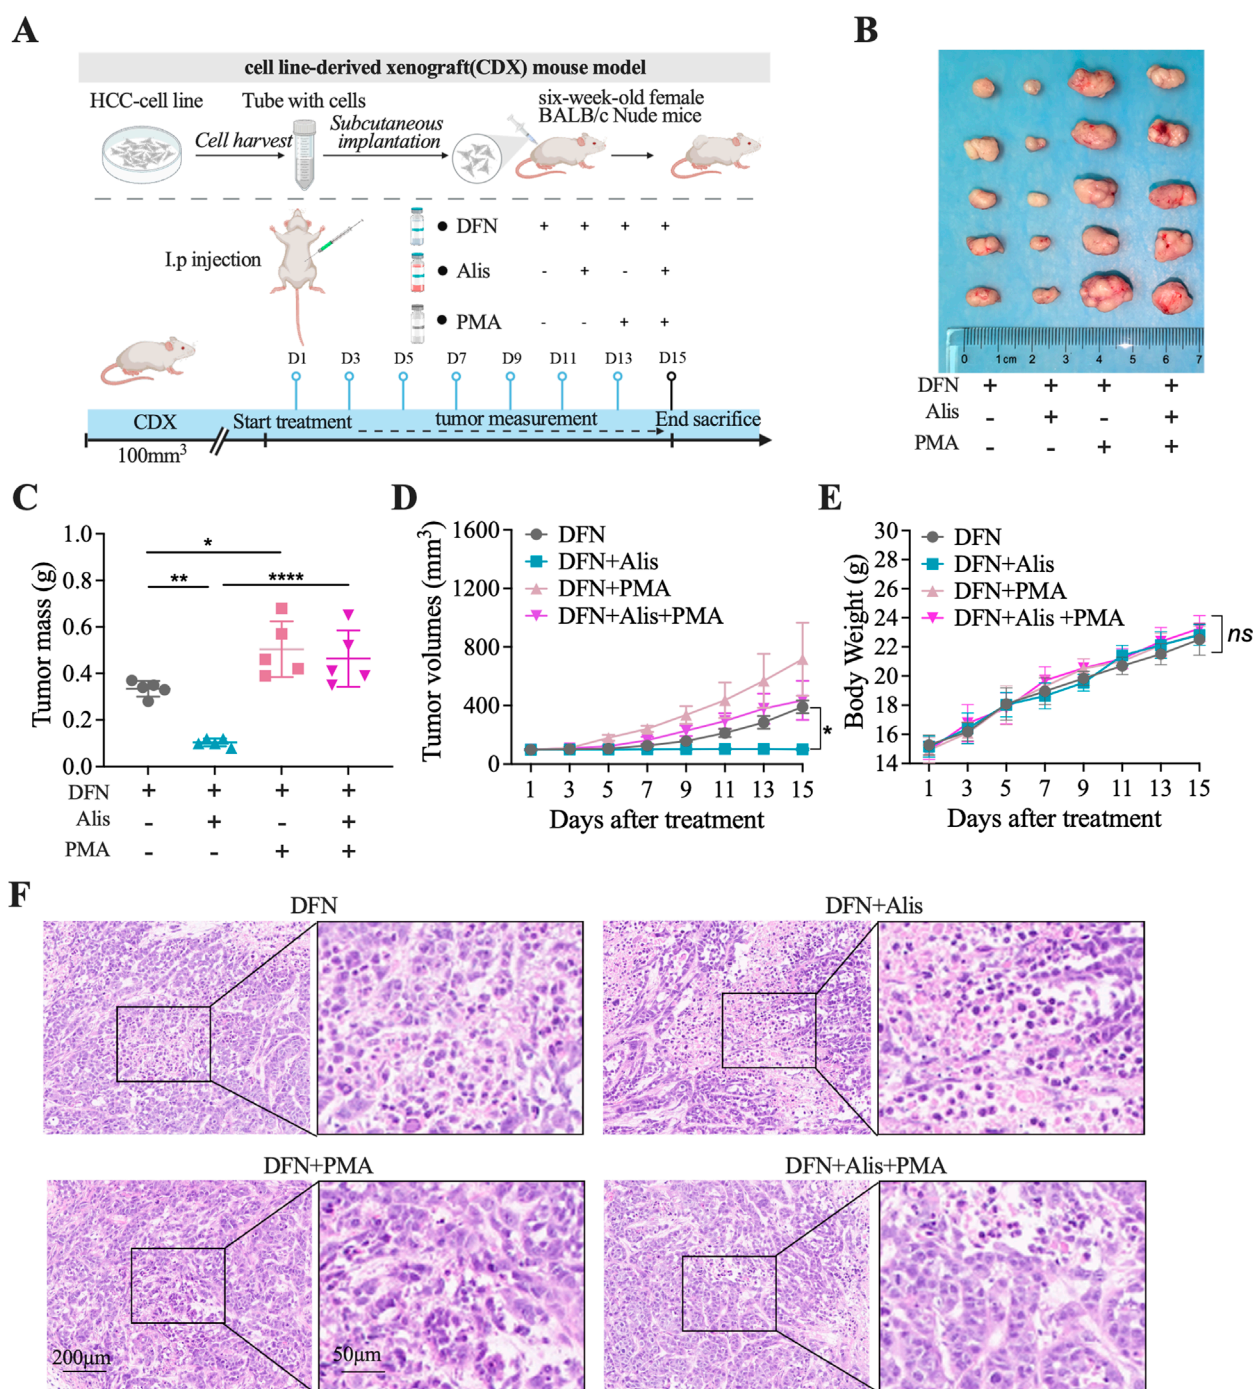 A
cell line-derived xenograft(CDX) mouse model
HCC-cell line
Cell harvest
Tube with cells
Subcutaneous
implantation
six-week-old female
BALB/c Nude mice
I.p injection
DFN + + + +
Alis - + - +
PMA - - + +
D1 D3 D5 D7 D9 D11 D13 D15
CDX Start treatment tumor measurement End sacrifice
100mm3
B
0 1cm 2 3 4 5 6 7
DFN + + + +
Alis - + - +
PMA - - + +
C
Tumor mass (g)
1.0
0.8
0.6
0.4
0.2
0.0
*
** ****
DFN + + + +
Alis - + - +
PMA - - + +
D
Tumor volumes (mm3)
1600
1200
800
400
0
DFN
DFN+Alis
DFN+PMA
DFN+Alis+PMA
*
1 3 5 7 9 11 13 15
Days after treatment
E
Body Weight (g)
30
28
26
24
22
20
18
16
14
DFN
DFN+Alis
DFN+PMA
DFN+Alis +PMA
ns
1 3 5 7 9 11 13 15
Days after treatment
F
DFN
DFN+Alis
DFN+PMA
DFN+Alis+PMA
200μm
50μm